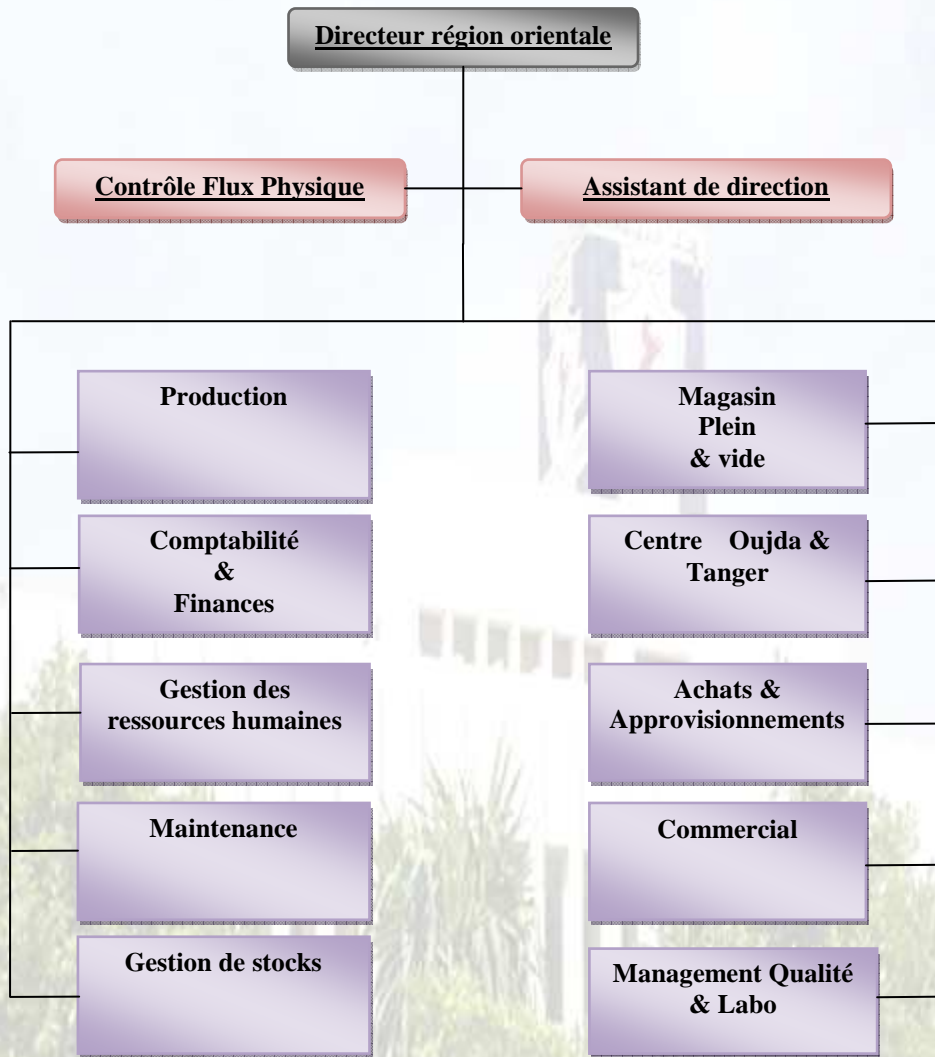 Directeur région orientale
Contrôle Flux Physique
Assistant de direction
Production
Magasin
Plein
& vide
Comptabilité
&
Finances
Centre Oujda &
Tanger
Gestion des
ressources humaines
Achats &
Approvisionnements
Maintenance
Commercial
Gestion de stocks
Management Qualité
& Labo